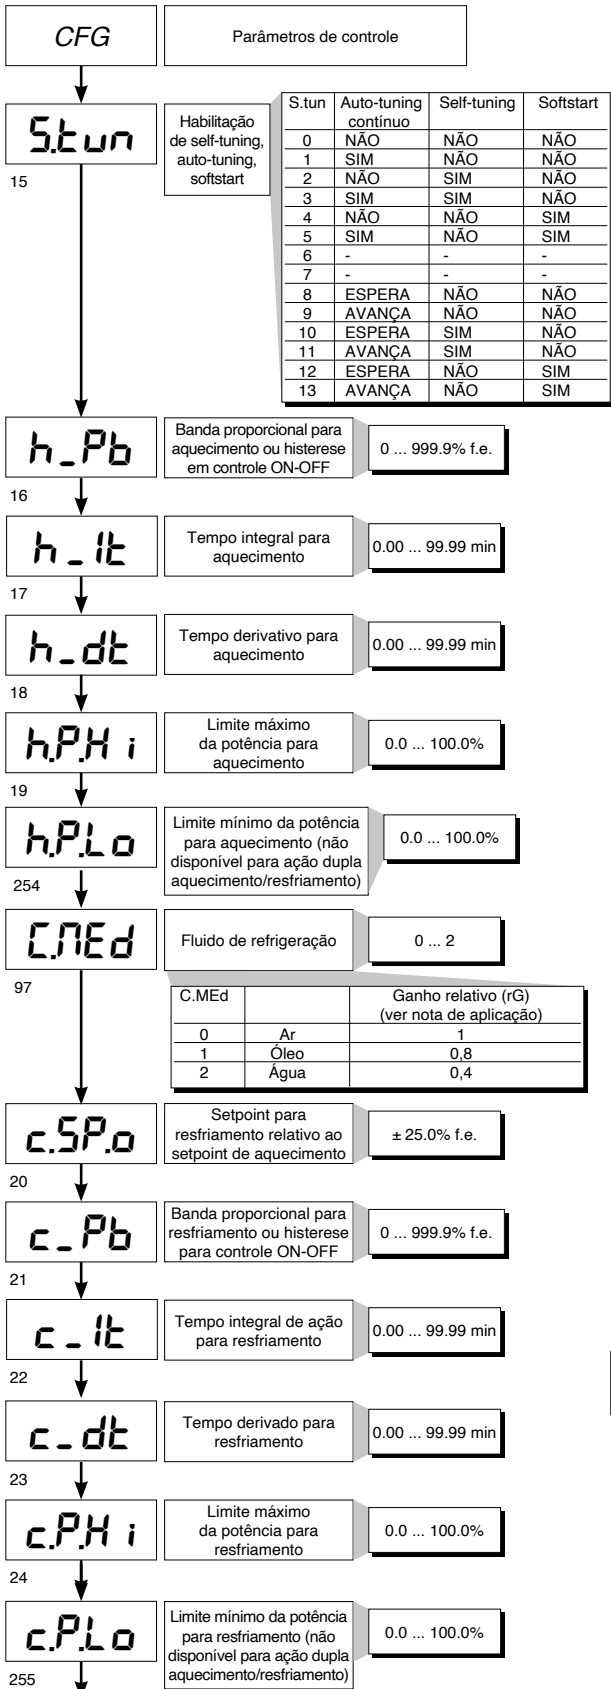 CFG
Parâmetros de controle
S.tun
15
Habilitação
de self-tuning,
auto-tuning,
softstart
S.tun Auto-tuning contínuo Self-tuning Softstart
0 NÃO NÃO NÃO
1 SIM NÃO NÃO
2 NÃO SIM NÃO
3 SIM SIM NÃO
4 NÃO NÃO SIM
5 SIM NÃO SIM
6 - - -
7 - - -
8 ESPERA NÃO NÃO
9 AVANÇA NÃO NÃO
10 ESPERA SIM NÃO
11 AVANÇA SIM NÃO
12 ESPERA NÃO SIM
13 AVANÇA NÃO SIM
h_Pb
16
Banda proporcional para
aquecimento ou histerese
em controle ON-OFF
0 ... 999.9% f.e.
h_It
17
Tempo integral para
aquecimento
0.00 ... 99.99 min
h_dt
18
Tempo derivativo para
aquecimento
0.00 ... 99.99 min
h.P.H i
19
Limite máximo
da potência para
aquecimento
0.0 ... 100.0%
h.P.L o
254
Limite mínimo da potência
para aquecimento (não
disponível para ação dupla
aquecimento/resfriamento)
0.0 ... 100.0%
C.MEd
97
Fluido de refrigeração
0 ... 2
C.MEd Ganho relativo (rG)
(ver nota de aplicação)
0 Ar 1
1 Óleo 0,8
2 Água 0,4
c.SP.o
20
Setpoint para
resfriamento relativo ao
setpoint de aquecimento
± 25.0% f.e.
c_Pb
21
Banda proporcional para
resfriamento ou histerese
para controle ON-OFF
0 ... 999.9% f.e.
c_It
22
Tempo integral de ação
para resfriamento
0.00 ... 99.99 min
c_dt
23
Tempo derivado para
resfriamento
0.00 ... 99.99 min
c.P.H i
24
Limite máximo
da potência para
resfriamento
0.0 ... 100.0%
c.P.L o
255
Limite mínimo da potência
para resfriamento (não
disponível para ação dupla
aquecimento/resfriamento)
0.0 ... 100.0%